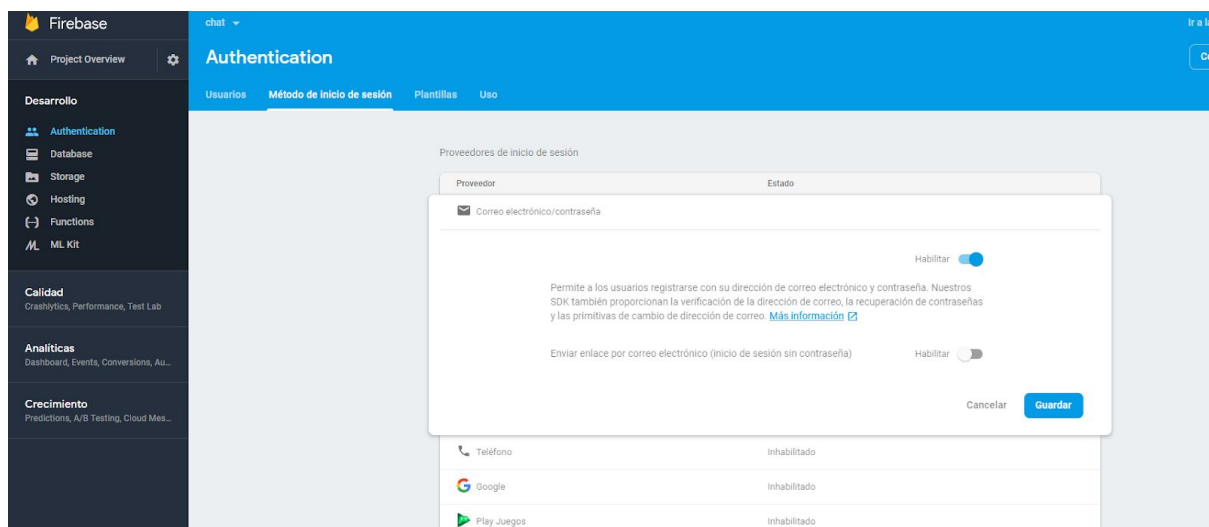 Firebase
Project Overview
Desarrollo
Authentication
Database
Storage
Hosting
Functions
ML Kit
Calidad
Crashlytics, Performance, Test Lab
Analíticas
Dashboard, Events, Conversions, Au...
Crecimiento
Predictions, A/B Testing, Cloud Mes...
chat
Ir a la
Authentication
Usuarios Método de inicio de sesión Plantillas Uso
Proveedores de inicio de sesión
Proveedor Estado
Correo electrónico/contraseña
Habilitar
Permite a los usuarios registrarse con su dirección de correo electrónico y contraseña. Nuestros
SDK también proporcionan la verificación de la dirección de correo, la recuperación de contraseñas
y las primitivas de cambio de dirección de correo. Más información
Enviar enlace por correo electrónico (inicio de sesión sin contraseña) Habilitar
Cancelar Guardar
Teléfono Inhabilitado
Google Inhabilitado
Play Juegos Inhabilitado